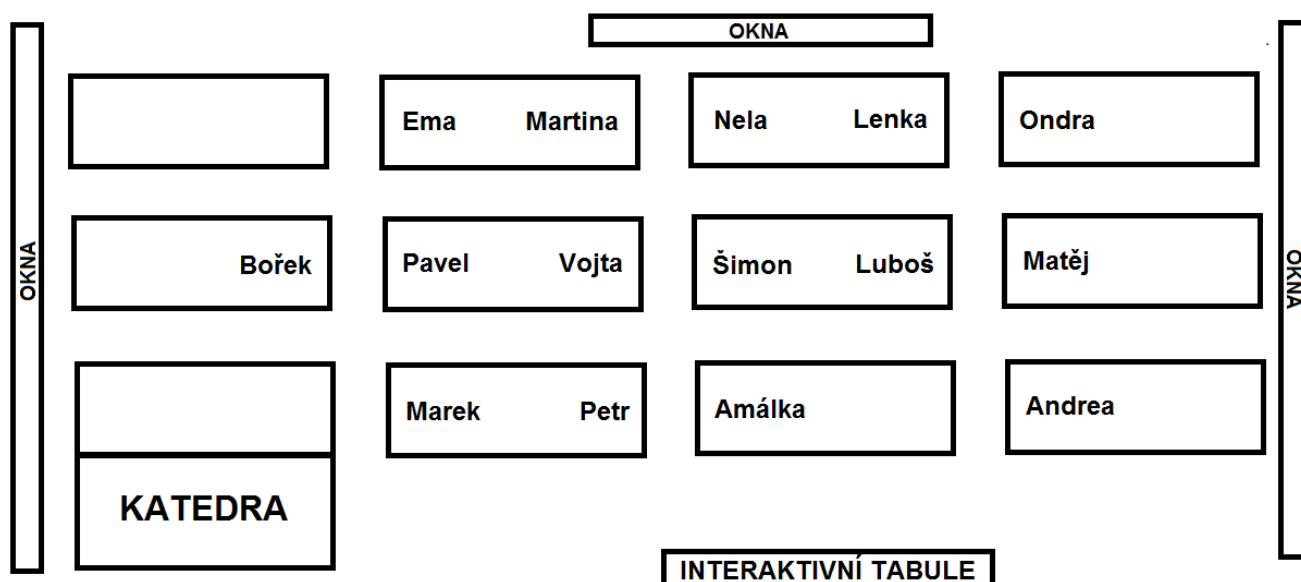 OKNA
Ema Martina Nela Lenka Ondra
OKNA
Bořek Pavel Vojta Šimon Luboš Matěj
OKNA
Marek Petr Amálka Andrea
KATEDRA
INTERAKTIVNÍ TABULE